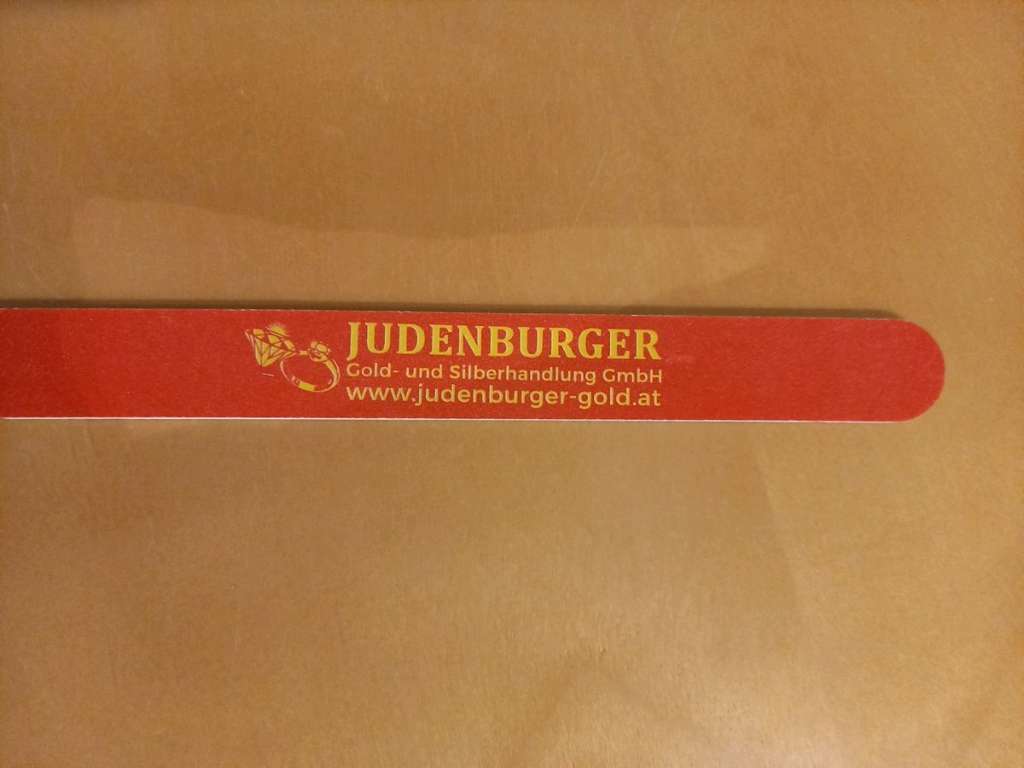 JUDENBURGER
Gold- und Silberhandlung GmbH
www.judenburger-gold.at